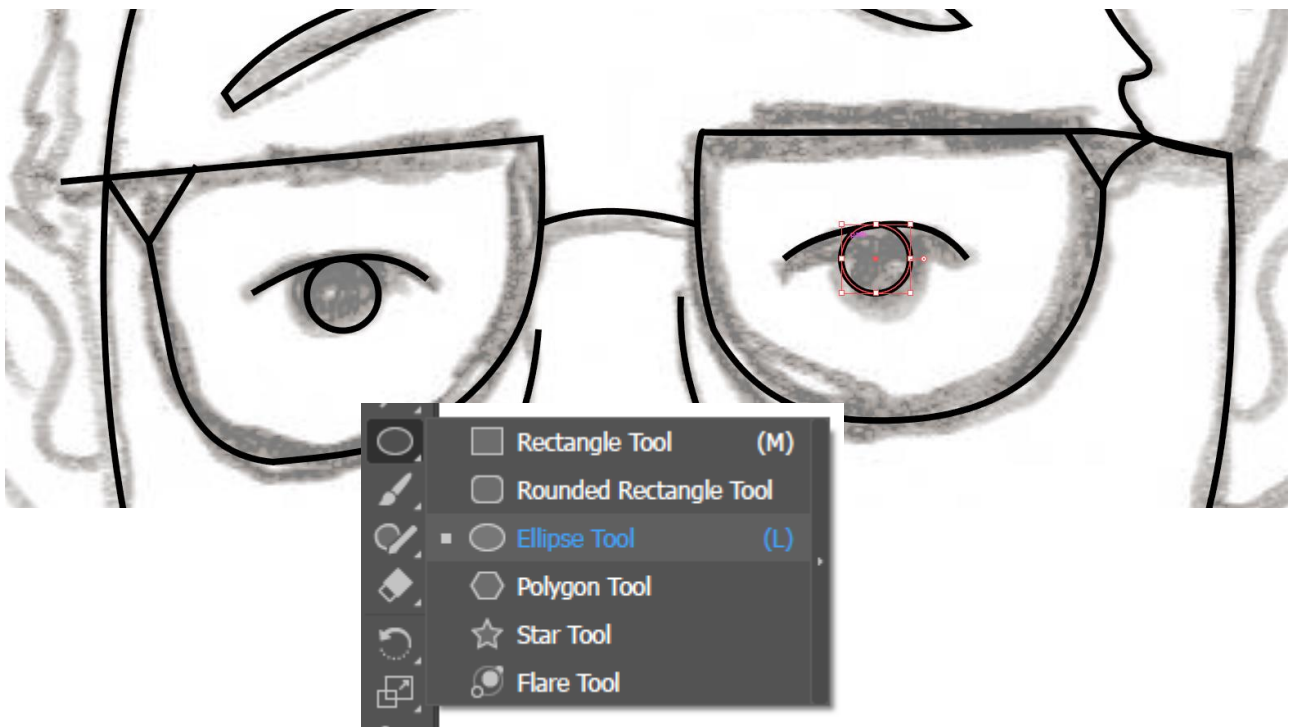 Rectangle Tool (M)
Rounded Rectangle Tool
Ellipse Tool (L)
Polygon Tool
Star Tool
Flare Tool